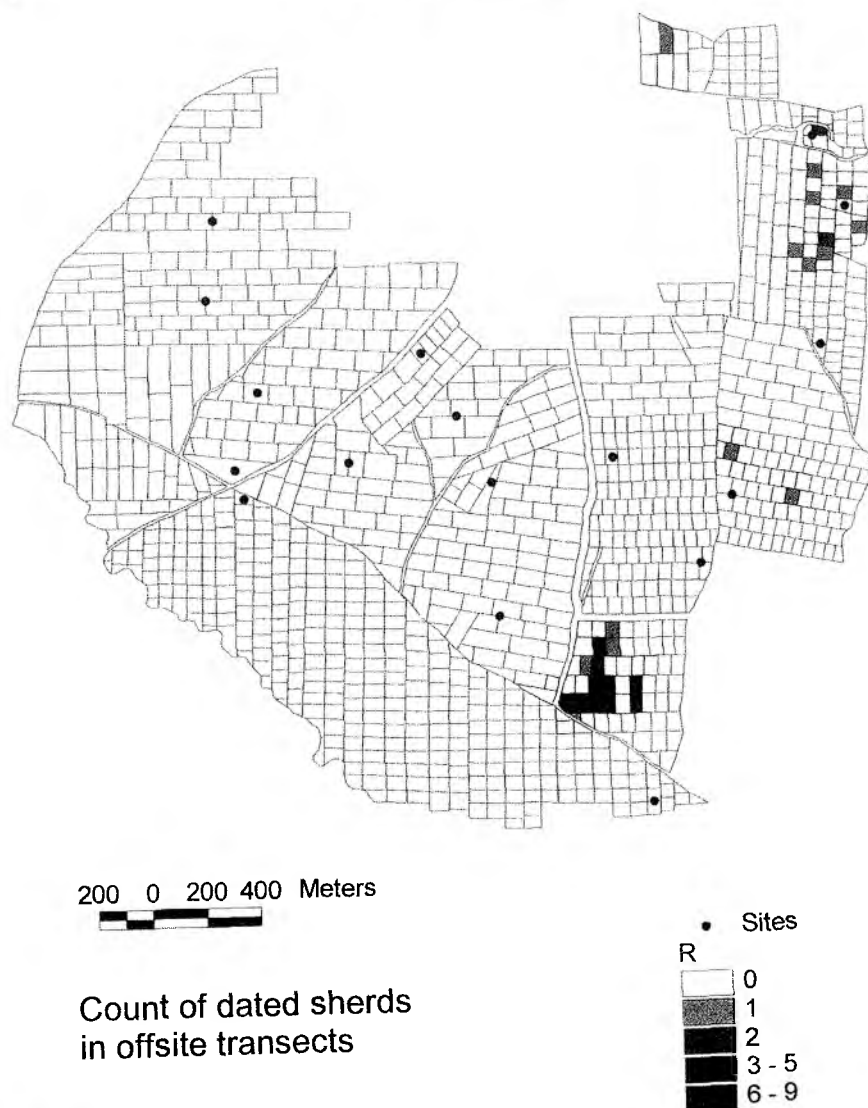 200 0 200 400 Meters
Sites
R
0
1
2
3 - 5
6 - 9
Count of dated sherds
in offsite transects